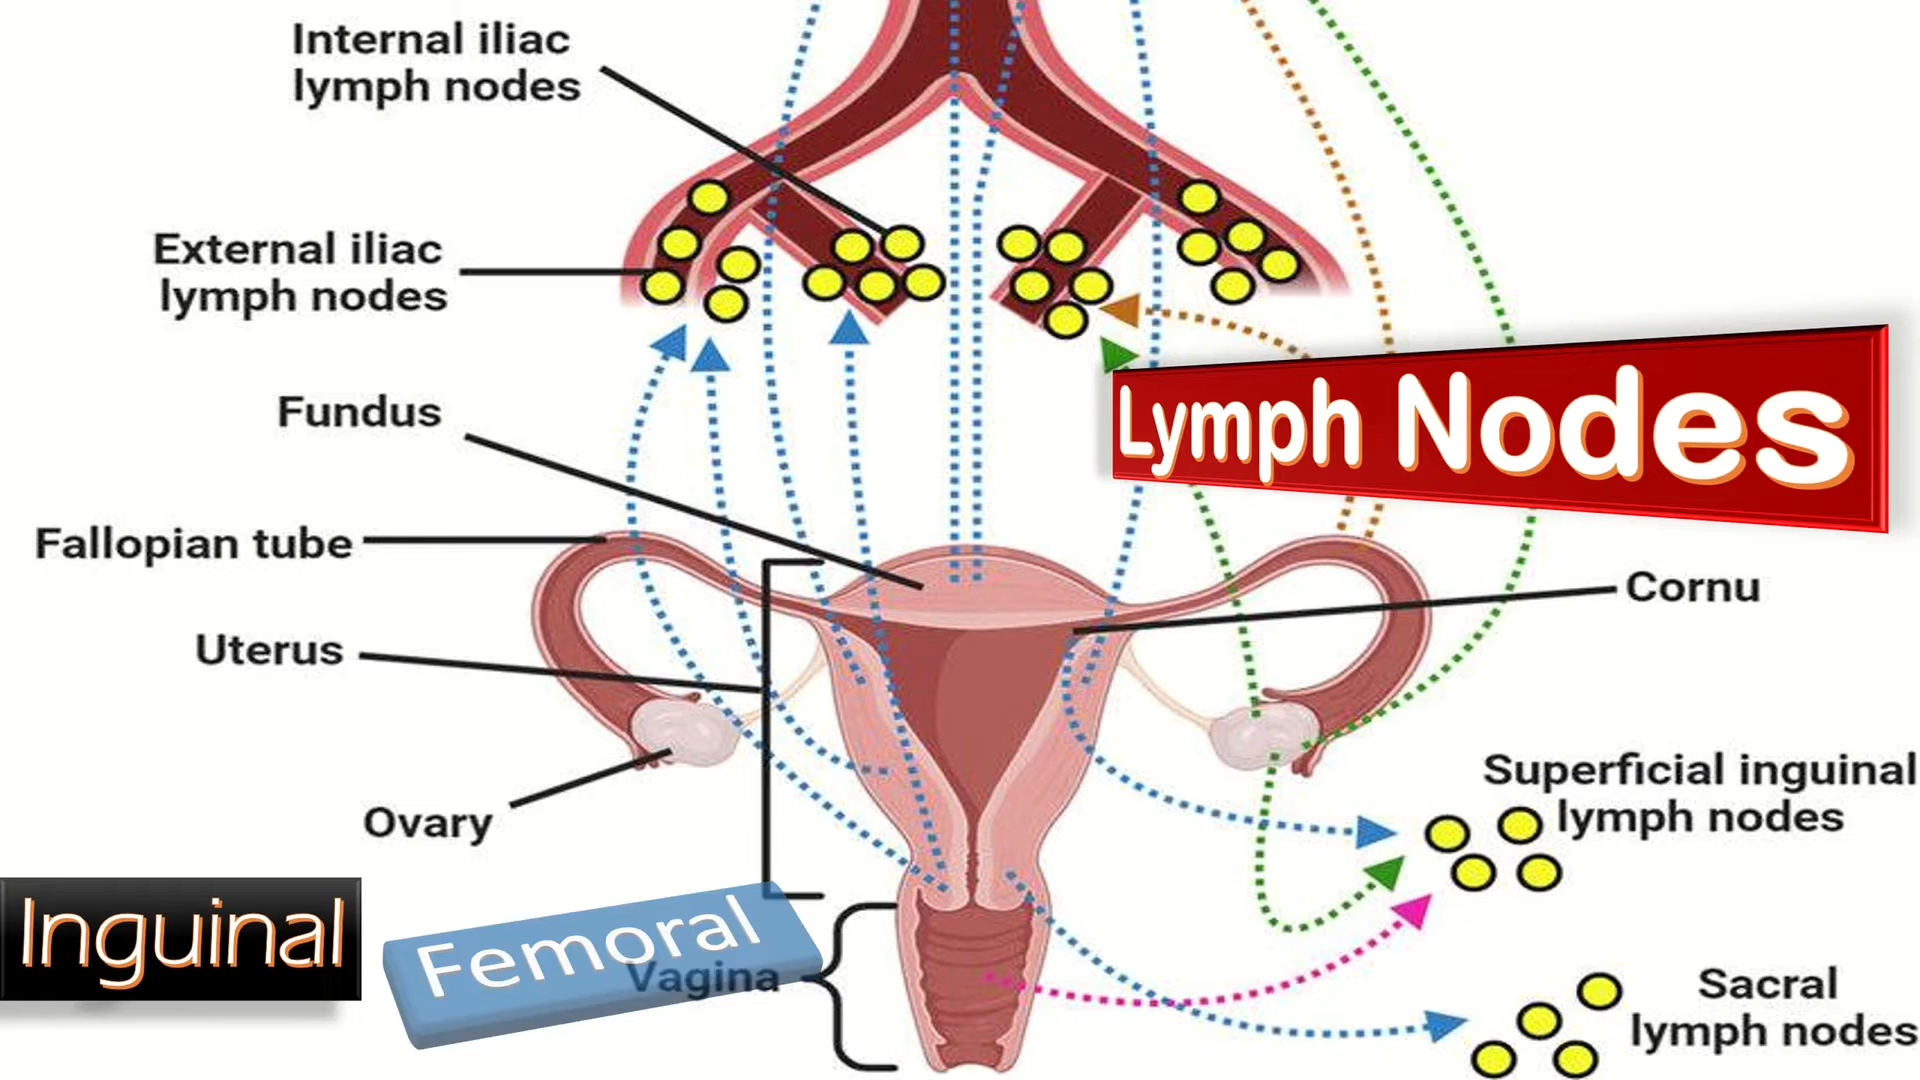 Internal iliac
lymph nodes
External iliac
lymph nodes
Fundus
Lymph Nodes
Fallopian tube
Cornu
Uterus
Superficial inguinal
lymph nodes
Ovary
Inguinal
Femoral
Vagina
Sacral
lymph nodes